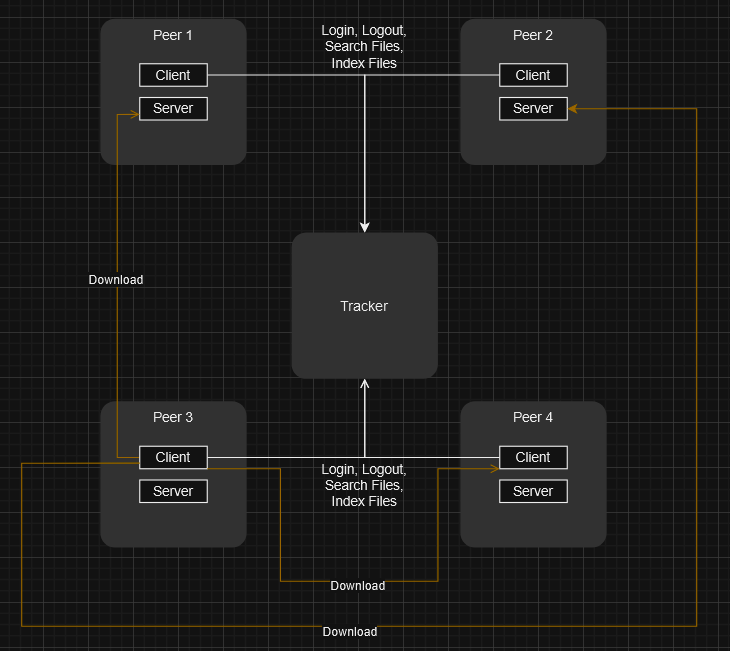 Peer 1
Login, Logout,
Search Files,
Index Files
Peer 2
Client
Client
Server
Server
Download
Tracker
Peer 3
Peer 4
Client
Client
Login, Logout,
Search Files,
Index Files
Server
Server
Download
Download